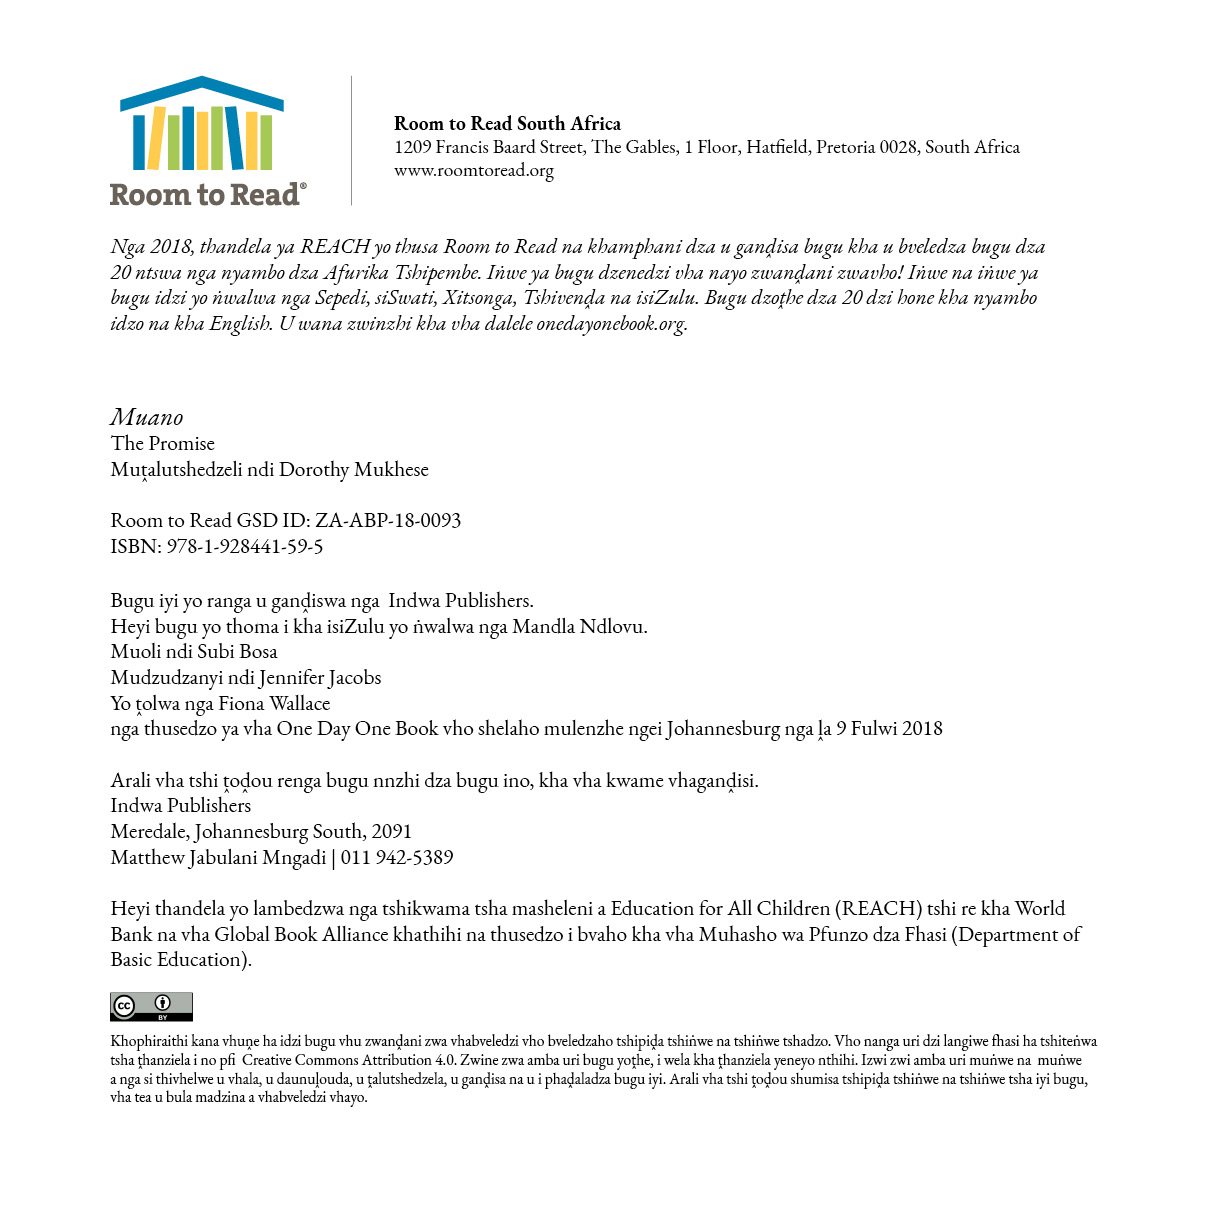 Room to Read®
Room to Read South Africa
1209 Francis Baard Street, The Gables, 1 Floor, Hatfield, Pretoria 0028, South Africa
www.roomtoread.org
Nga 2018, thandela ya REACH yo thusa Room to Read na khamphani dza u ganḓisa bugu kha u bveledza bugu dza
20 ntswa nga nyambo dza Afurika Tshipembe. Iṅwe ya bugu dzenedzi vha nayo zwanḓani zwavho! Iṅwe na iṅwe ya
bugu idzi yo ṅwalwa nga Sepedi, siSwati, Xitsonga, Tshivenḓa na isiZulu. Bugu dzoṱhe dza 20 dzi hone kha nyambo
idzo na kha English. U wana zwinzhi kha vha dalele onedayonebook.org.
Muano
The Promise
Muṱalutshedzeli ndi Dorothy Mukhese
Room to Read GSD ID: ZA-ABP-18-0093
ISBN: 978-1-928441-59-5
Bugu iyi yo ranga u ganḓiswa nga Indwa Publishers.
Heyi bugu yo thoma i kha isiZulu yo ṅwalwa nga Mandla Ndlovu.
Muoli ndi Subi Bosa
Mudzudzanyi ndi Jennifer Jacobs
Yo ṱolwa nga Fiona Wallace
nga thusedzo ya vha One Day One Book vho shelaho mulenzhe ngei Johannesburg nga ḽa 9 Fulwi 2018
Arali vha tshi ṱoḓou renga bugu nnzhi dza bugu ino, kha vha kwame vhaganḓisi.
Indwa Publishers
Meredale, Johannesburg South, 2091
Matthew Jabulani Mngadi | 011 942-5389
Heyi thandela yo lambedzwa nga tshikwama tsha masheleni a Education for All Children (REACH) tshi re kha World
Bank na vha Global Book Alliance khathihi na thusedzo i bvaho kha vha Muhasho wa Pfunzo dza Fhasi (Department of
Basic Education).
cc BY
Khophiraithi kana vhuṋe ha idzi bugu vhu zwanḓani zwa vhabveledzi vho bveledzaho tshipiḓa tshiṅwe na tshiṅwe tshadzo. Vho nanga uri dzi langiwe fhasi ha tshiteṅwa
tsha ṱhanziela i no pfi Creative Commons Attribution 4.0. Zwine zwa amba uri bugu yoṱhe, i wela kha ṱhanziela yeneyo nthihi. Izwi zwi amba uri muṅwe na muṅwe
a nga si thivhelwe u vhala, u daunuḽouda, u ṱalutshedzela, u ganḓisa na u i phaḓaladza bugu iyi. Arali vha tshi ṱoḓou shumisa tshipiḓa tshiṅwe na tshiṅwe tsha iyi bugu,
vha tea u bula madzina a vhabveledzi vhayo.